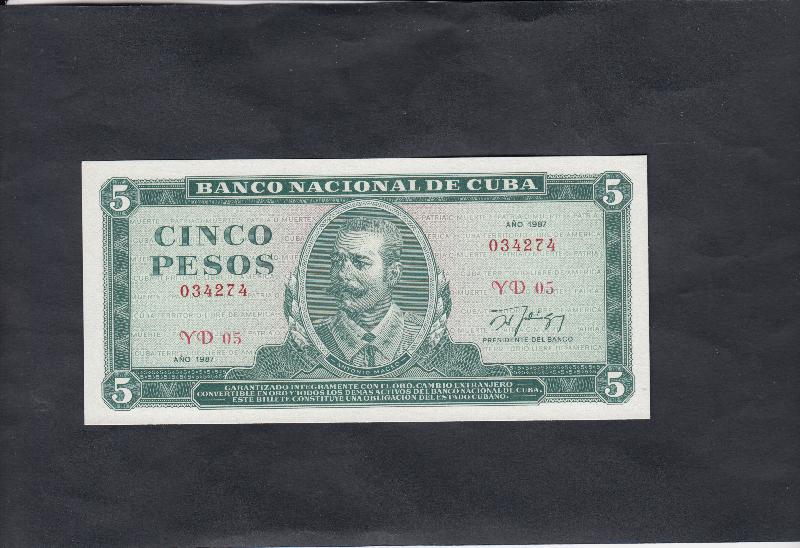 5 BANCO NACIONAL DE CUBA 5
CINCO
PESOS
034274
YD 05
AÑO 1987
ANTONIO MACEO
AÑO 1987
034274
YD 05
PRESIDENTE DEL BANCO
5 5
GARANTIZADO INTEGRAMENTE CON EL ORO, CAMBIO EXTRANJERO
CONVERTIBLE EN ORO Y TODOS LOS DEMAS ACTIVOS DEL BANCO NACIONAL DE CUBA.
ESTE BILLETE CONSTITUYE UNA OBLIGACION DEL ESTADO CUBANO.